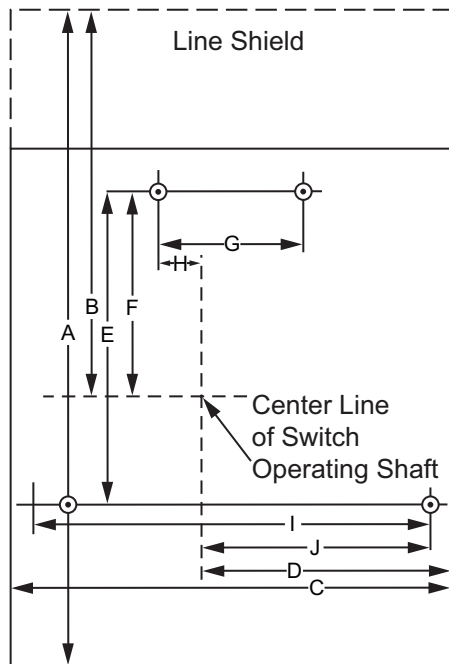 Line Shield
G
H
B
F
A
E
Center Line
of Switch
Operating Shaft
I
J
D
C